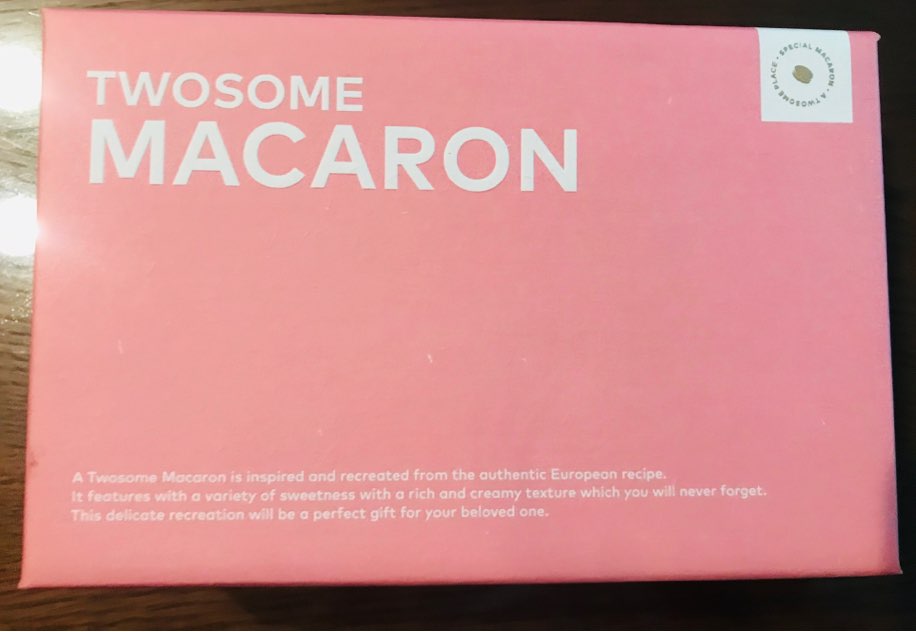 TWOSOME
MACARON
SPECIAL MACARON • A TWOSOME PLACE •
A Twosome Macaron is inspired and recreated from the authentic European recipe.
It features with a variety of sweetness with a rich and creamy texture which you will never forget.
This delicate recreation will be a perfect gift for your beloved one.